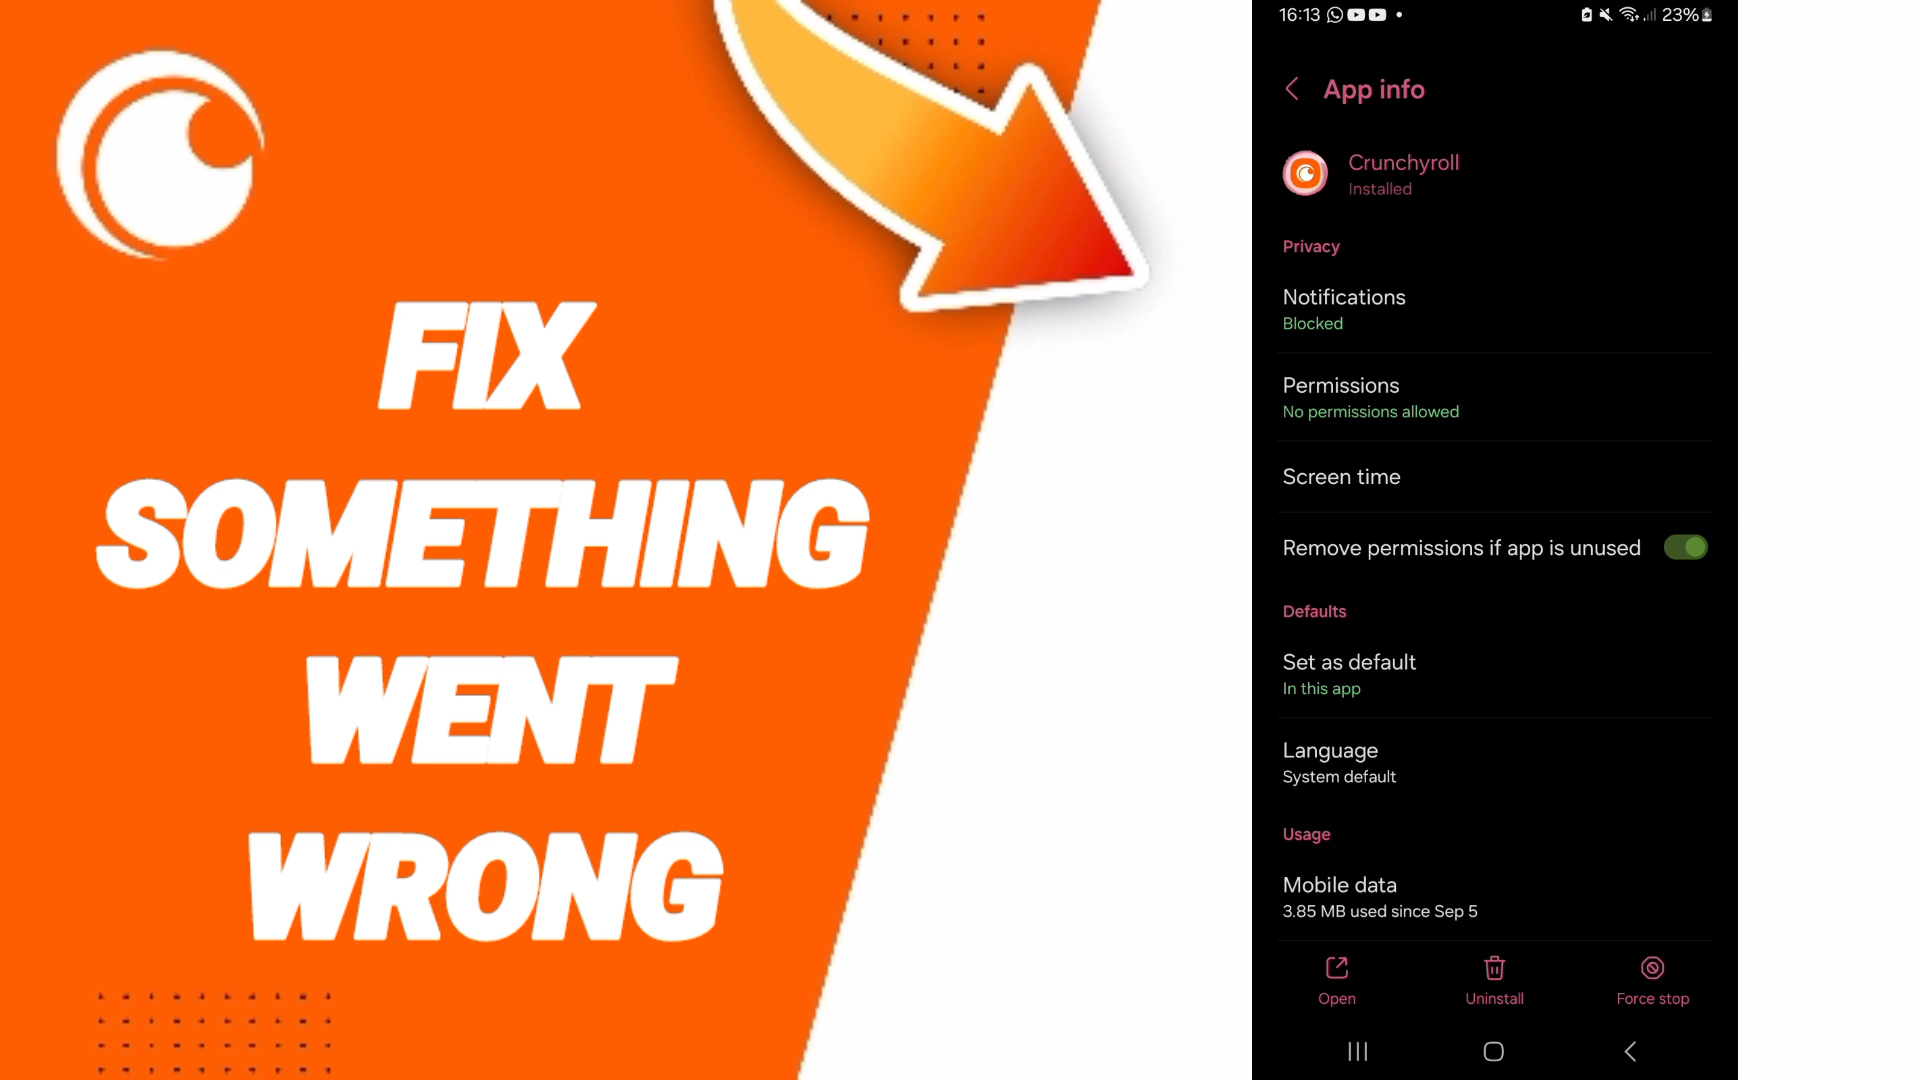 FIX
SOMETHING
WENT
WRONG
16:13
23%
App info
Crunchyroll
Installed
Privacy
Notifications
Blocked
Permissions
No permissions allowed
Screen time
Remove permissions if app is unused
Defaults
Set as default
In this app
Language
System default
Usage
Mobile data
3.85 MB used since Sep 5
Open
Uninstall
Force stop